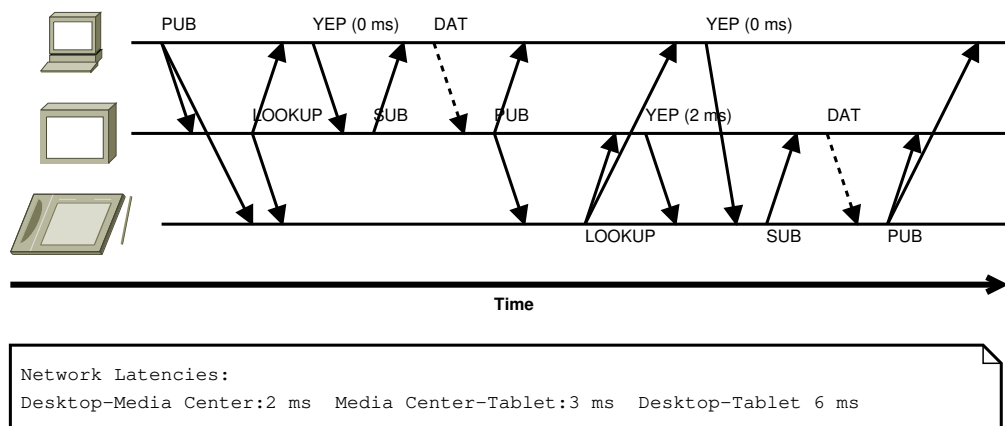 PUB YEP (0 ms) DAT YEP (0 ms)
LOOKUP SUB PUB YEP (2 ms) DAT
LOOKUP SUB PUB
Time
Network Latencies:
Desktop-Media Center:2 ms Media Center-Tablet:3 ms Desktop-Tablet 6 ms